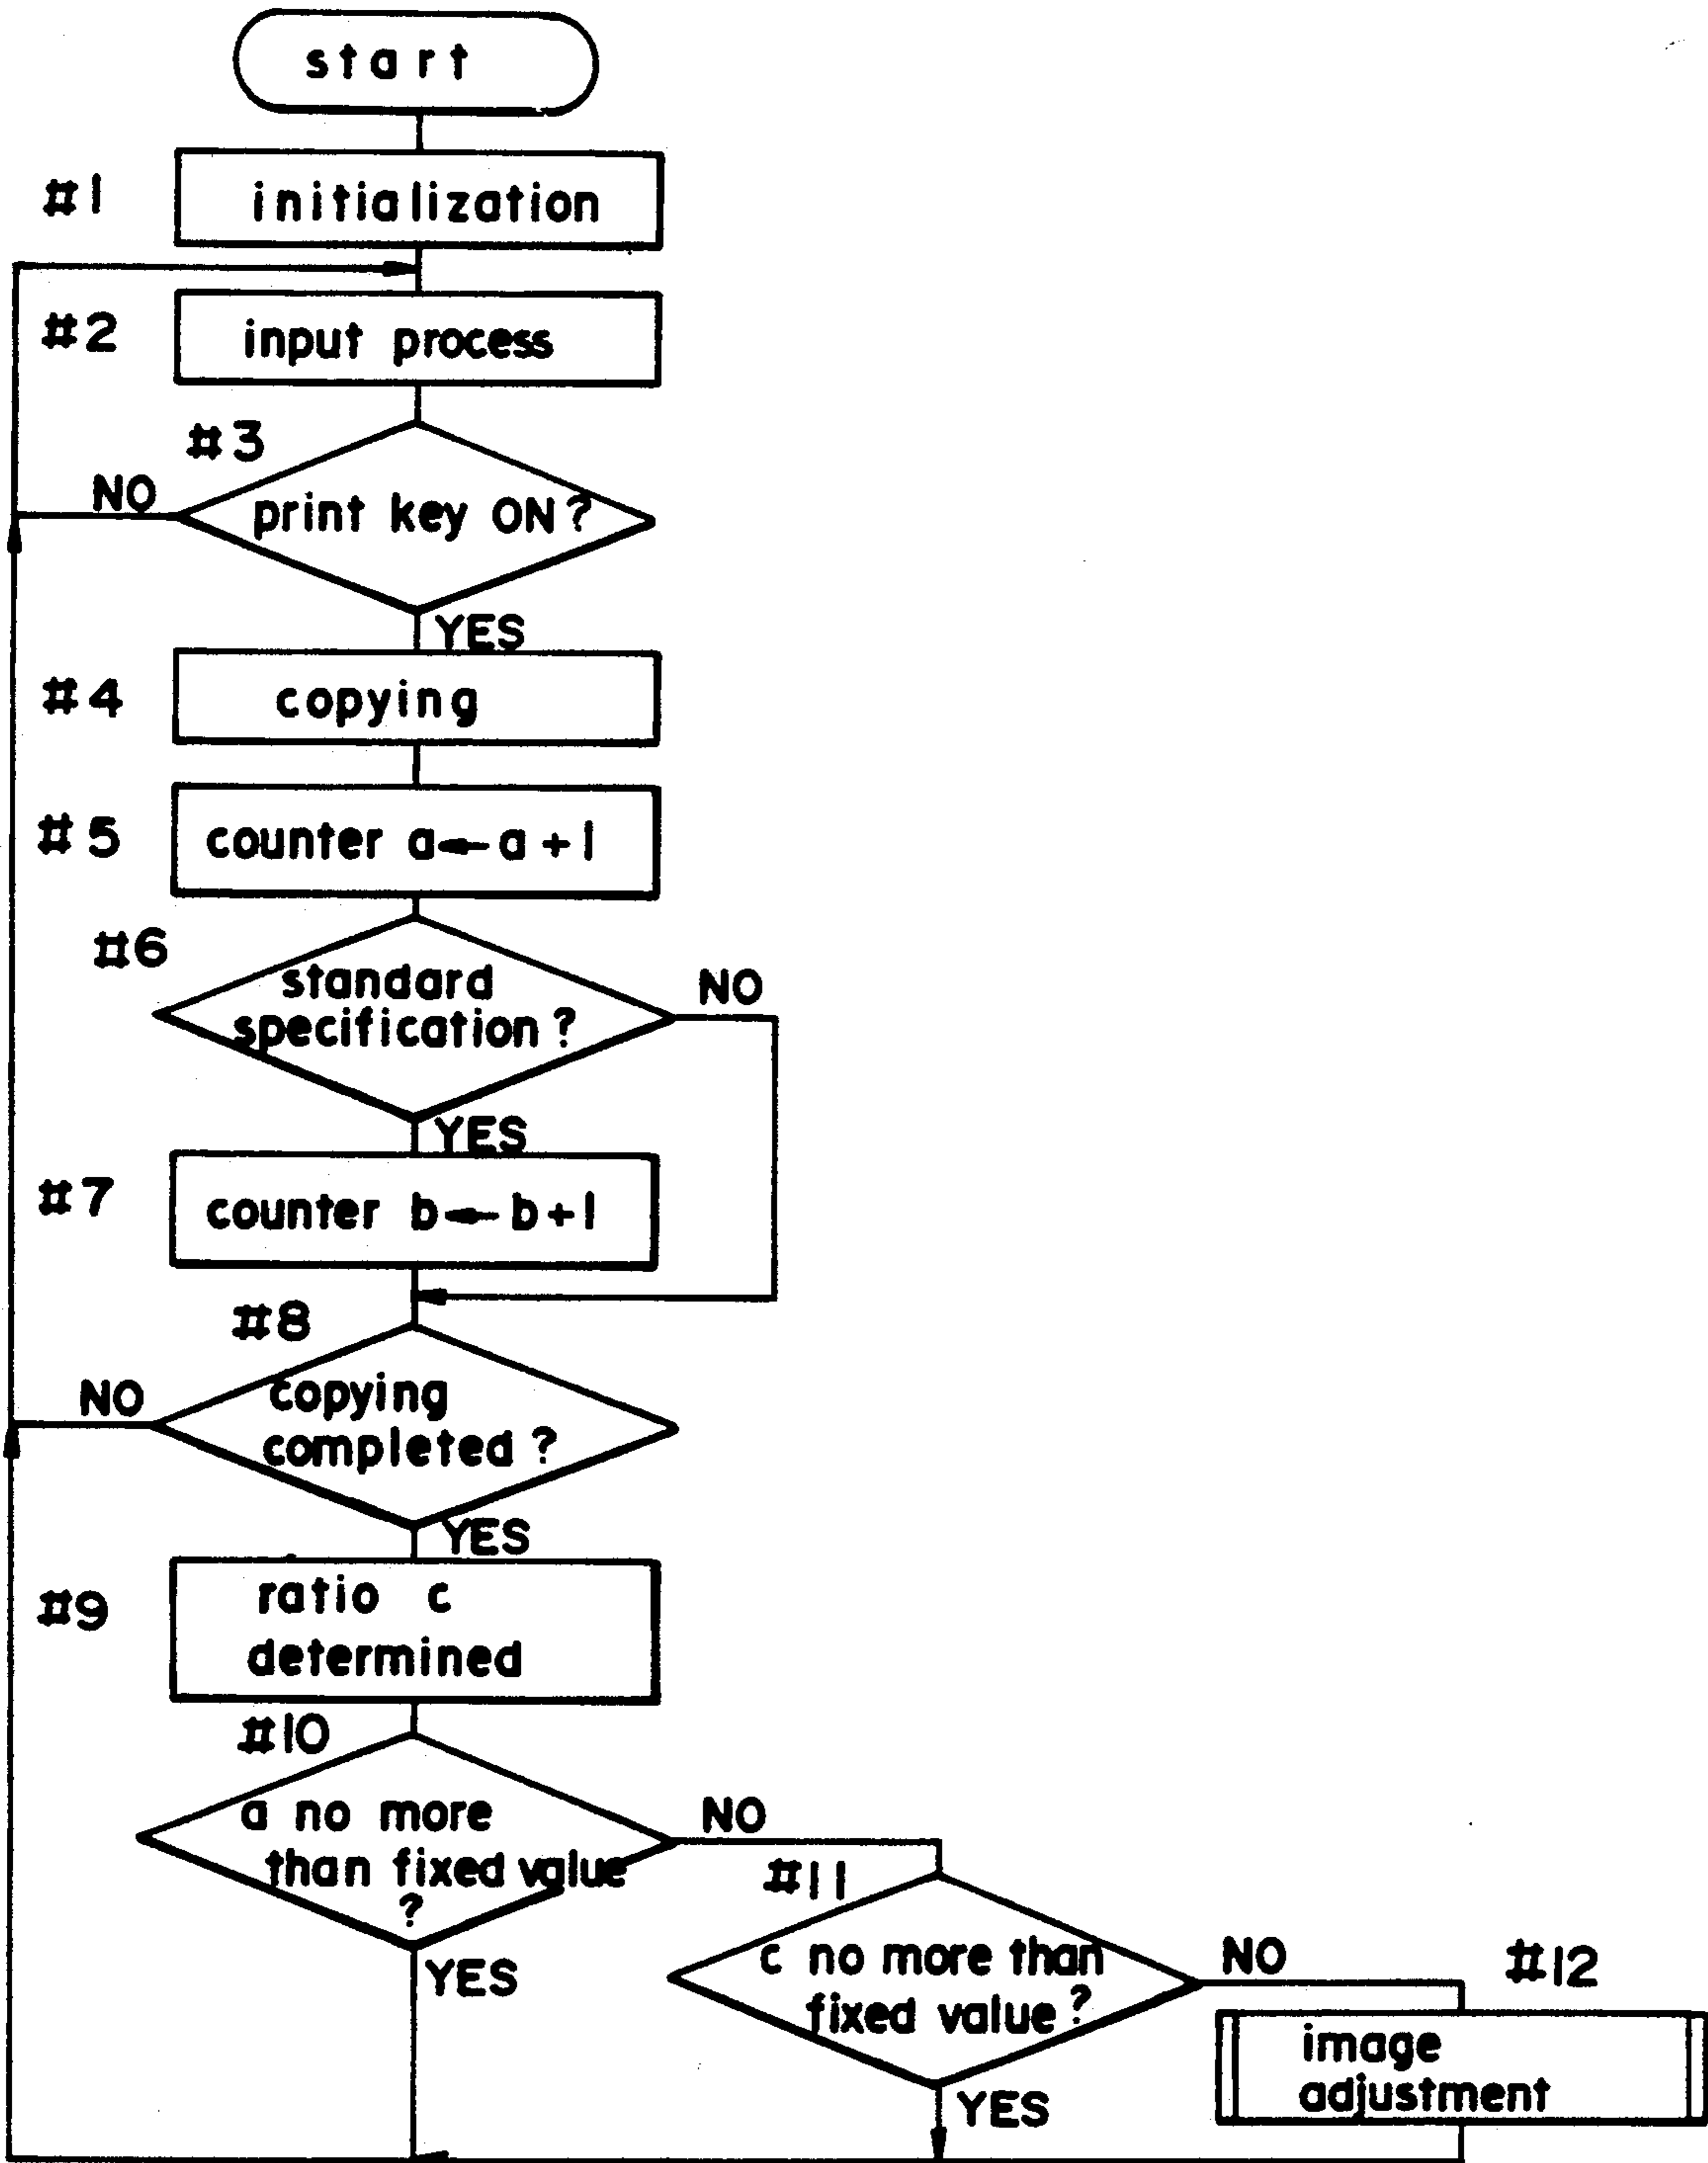 start
#1
initialization
#2
input process
#3
NO
print key ON?
YES
#4
copying
#5
counter a←a+1
#6
standard
specification?
NO
YES
#7
counter b←b+1
#8
NO
copying
completed?
YES
#9
ratio c
determined
#10
a no more
than fixed value
?
NO
YES
#11
c no more than
fixed value?
NO
YES
#12
image
adjustment